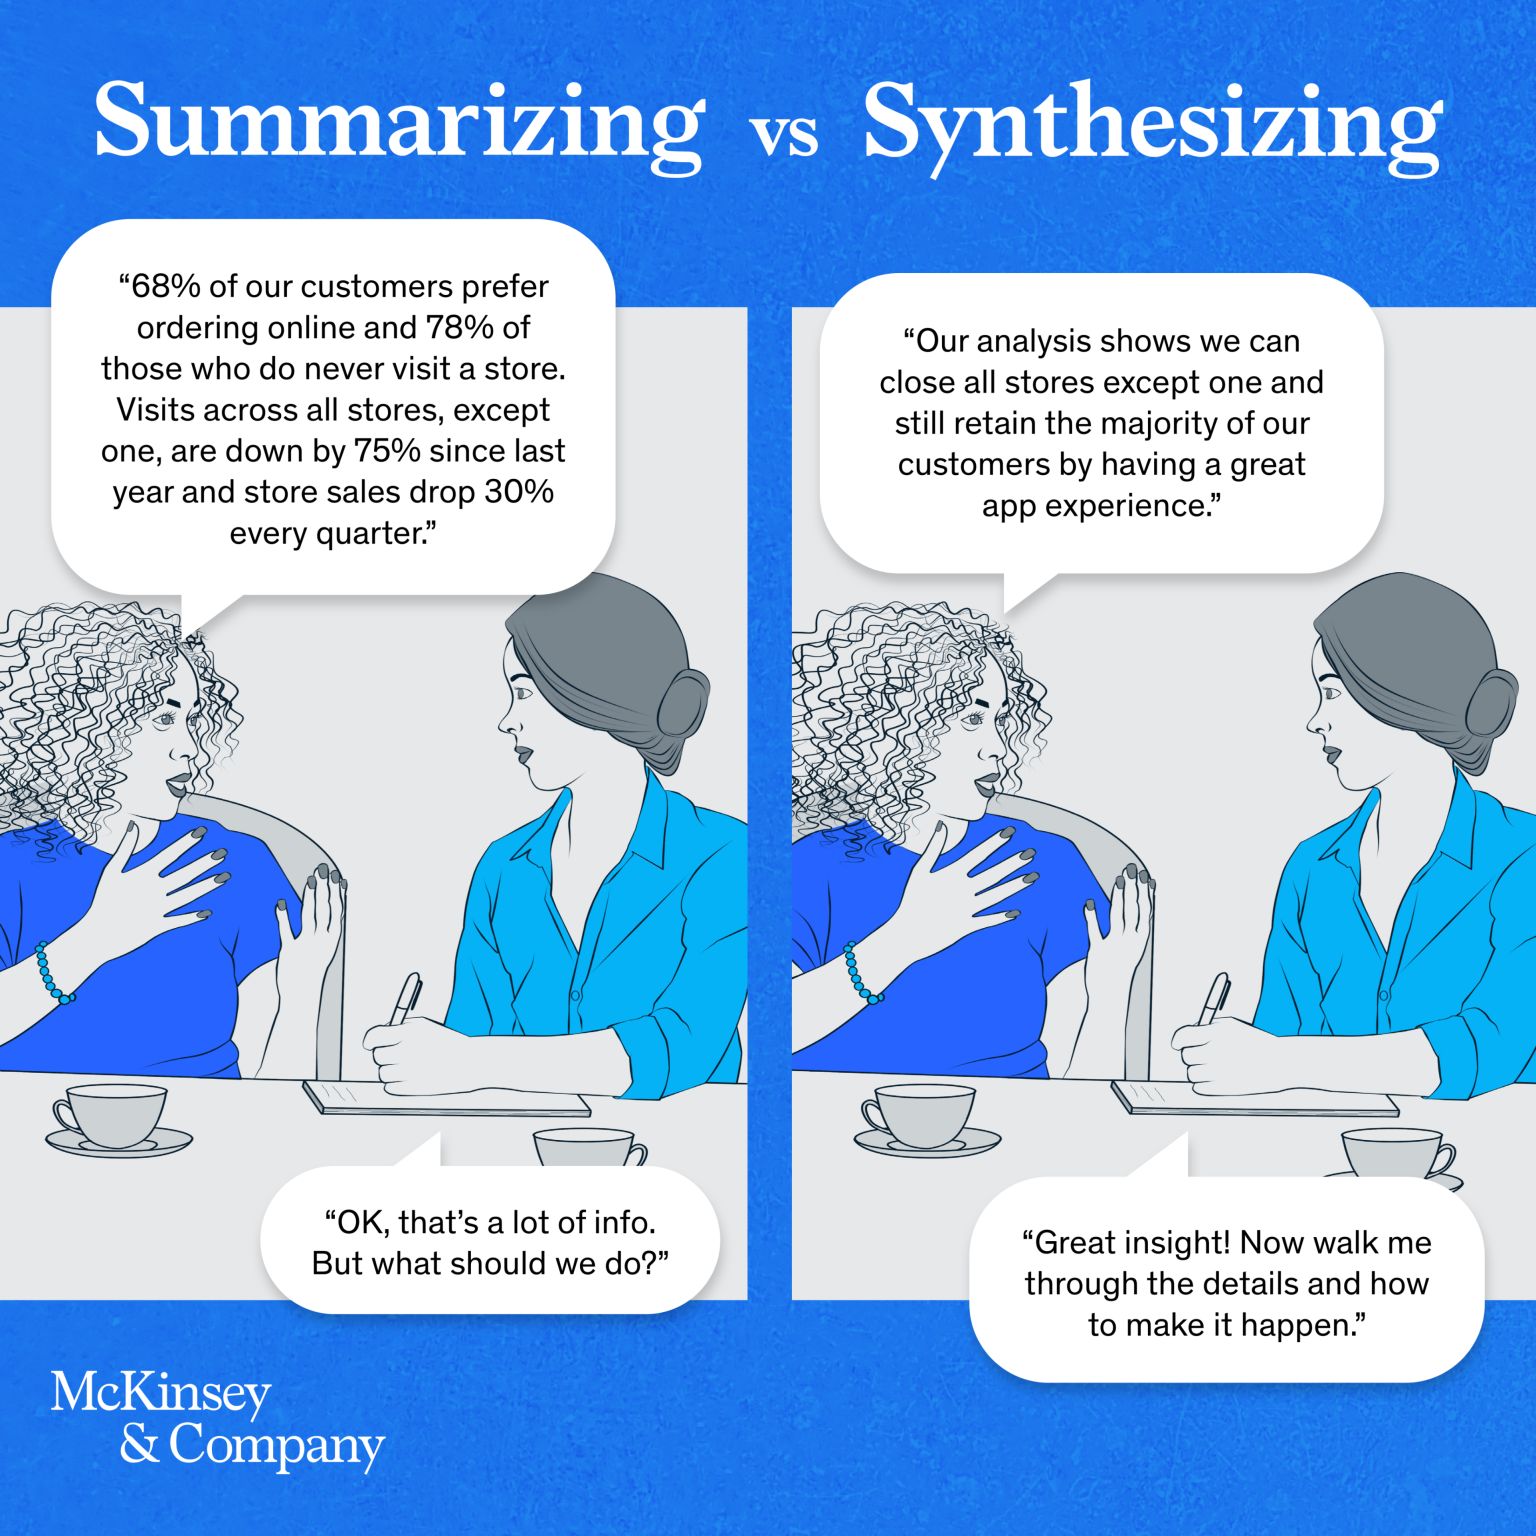 Summarizing vs Synthesizing
“68% of our customers prefer
ordering online and 78% of
those who do never visit a store.
Visits across all stores, except
one, are down by 75% since last
year and store sales drop 30%
every quarter.”
“OK, that’s a lot of info.
But what should we do?”
“Our analysis shows we can
close all stores except one and
still retain the majority of our
customers by having a great
app experience.”
“Great insight! Now walk me
through the details and how
to make it happen.”
McKinsey
& Company